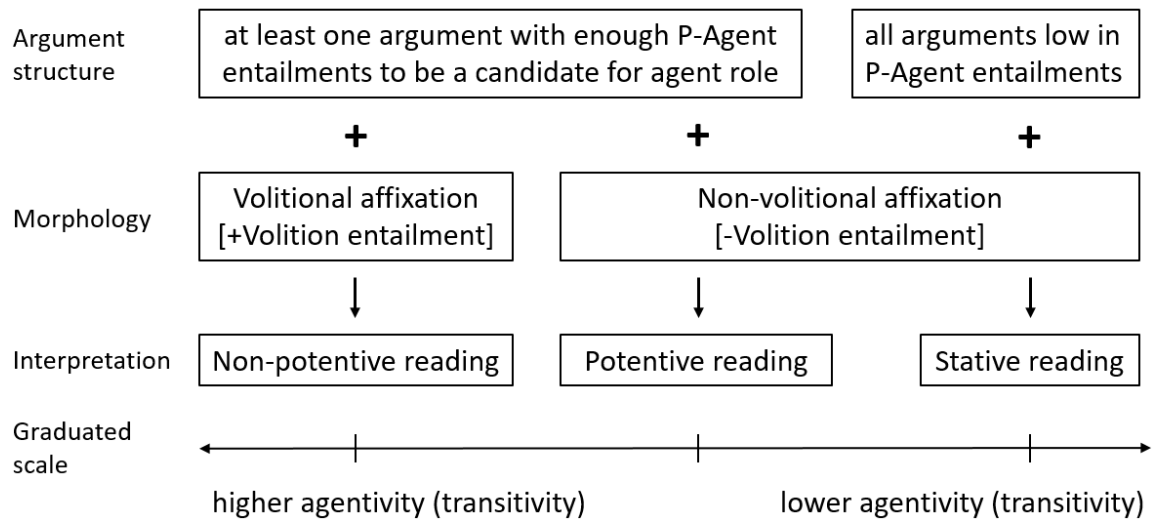 Argument
structure
at least one argument with enough P-Agent
entailments to be a candidate for agent role
all arguments low in
P-Agent entailments
+
+
+
Morphology
Volitional affixation
[+Volition entailment]
Non-volitional affixation
[-Volition entailment]
Interpretation
Non-potentive reading
Potentive reading
Stative reading
Graduated
scale
higher agentivity (transitivity)
lower agentivity (transitivity)